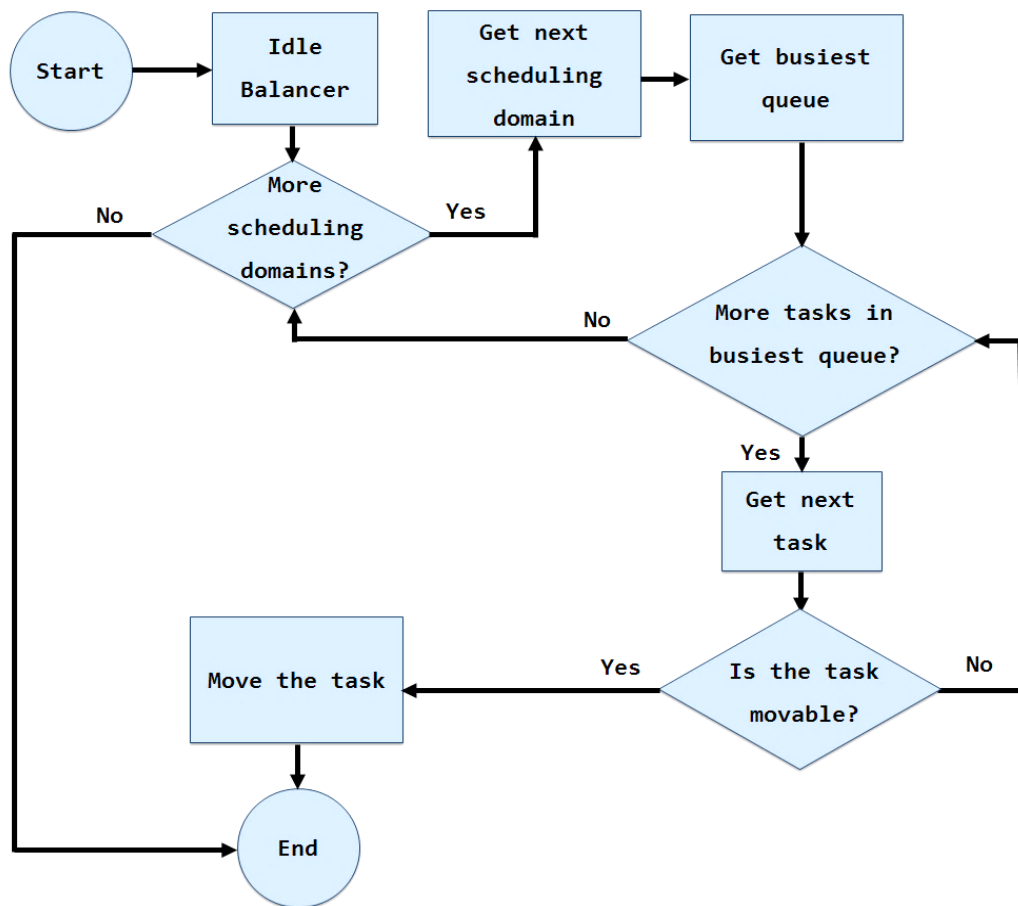 Start
Idle
Balancer
Get next
scheduling
domain
Get busiest
queue
More
scheduling
domains?
No
Yes
More tasks in
busiest queue?
No
Yes
Get next
task
Is the task
movable?
Yes
No
Move the task
End